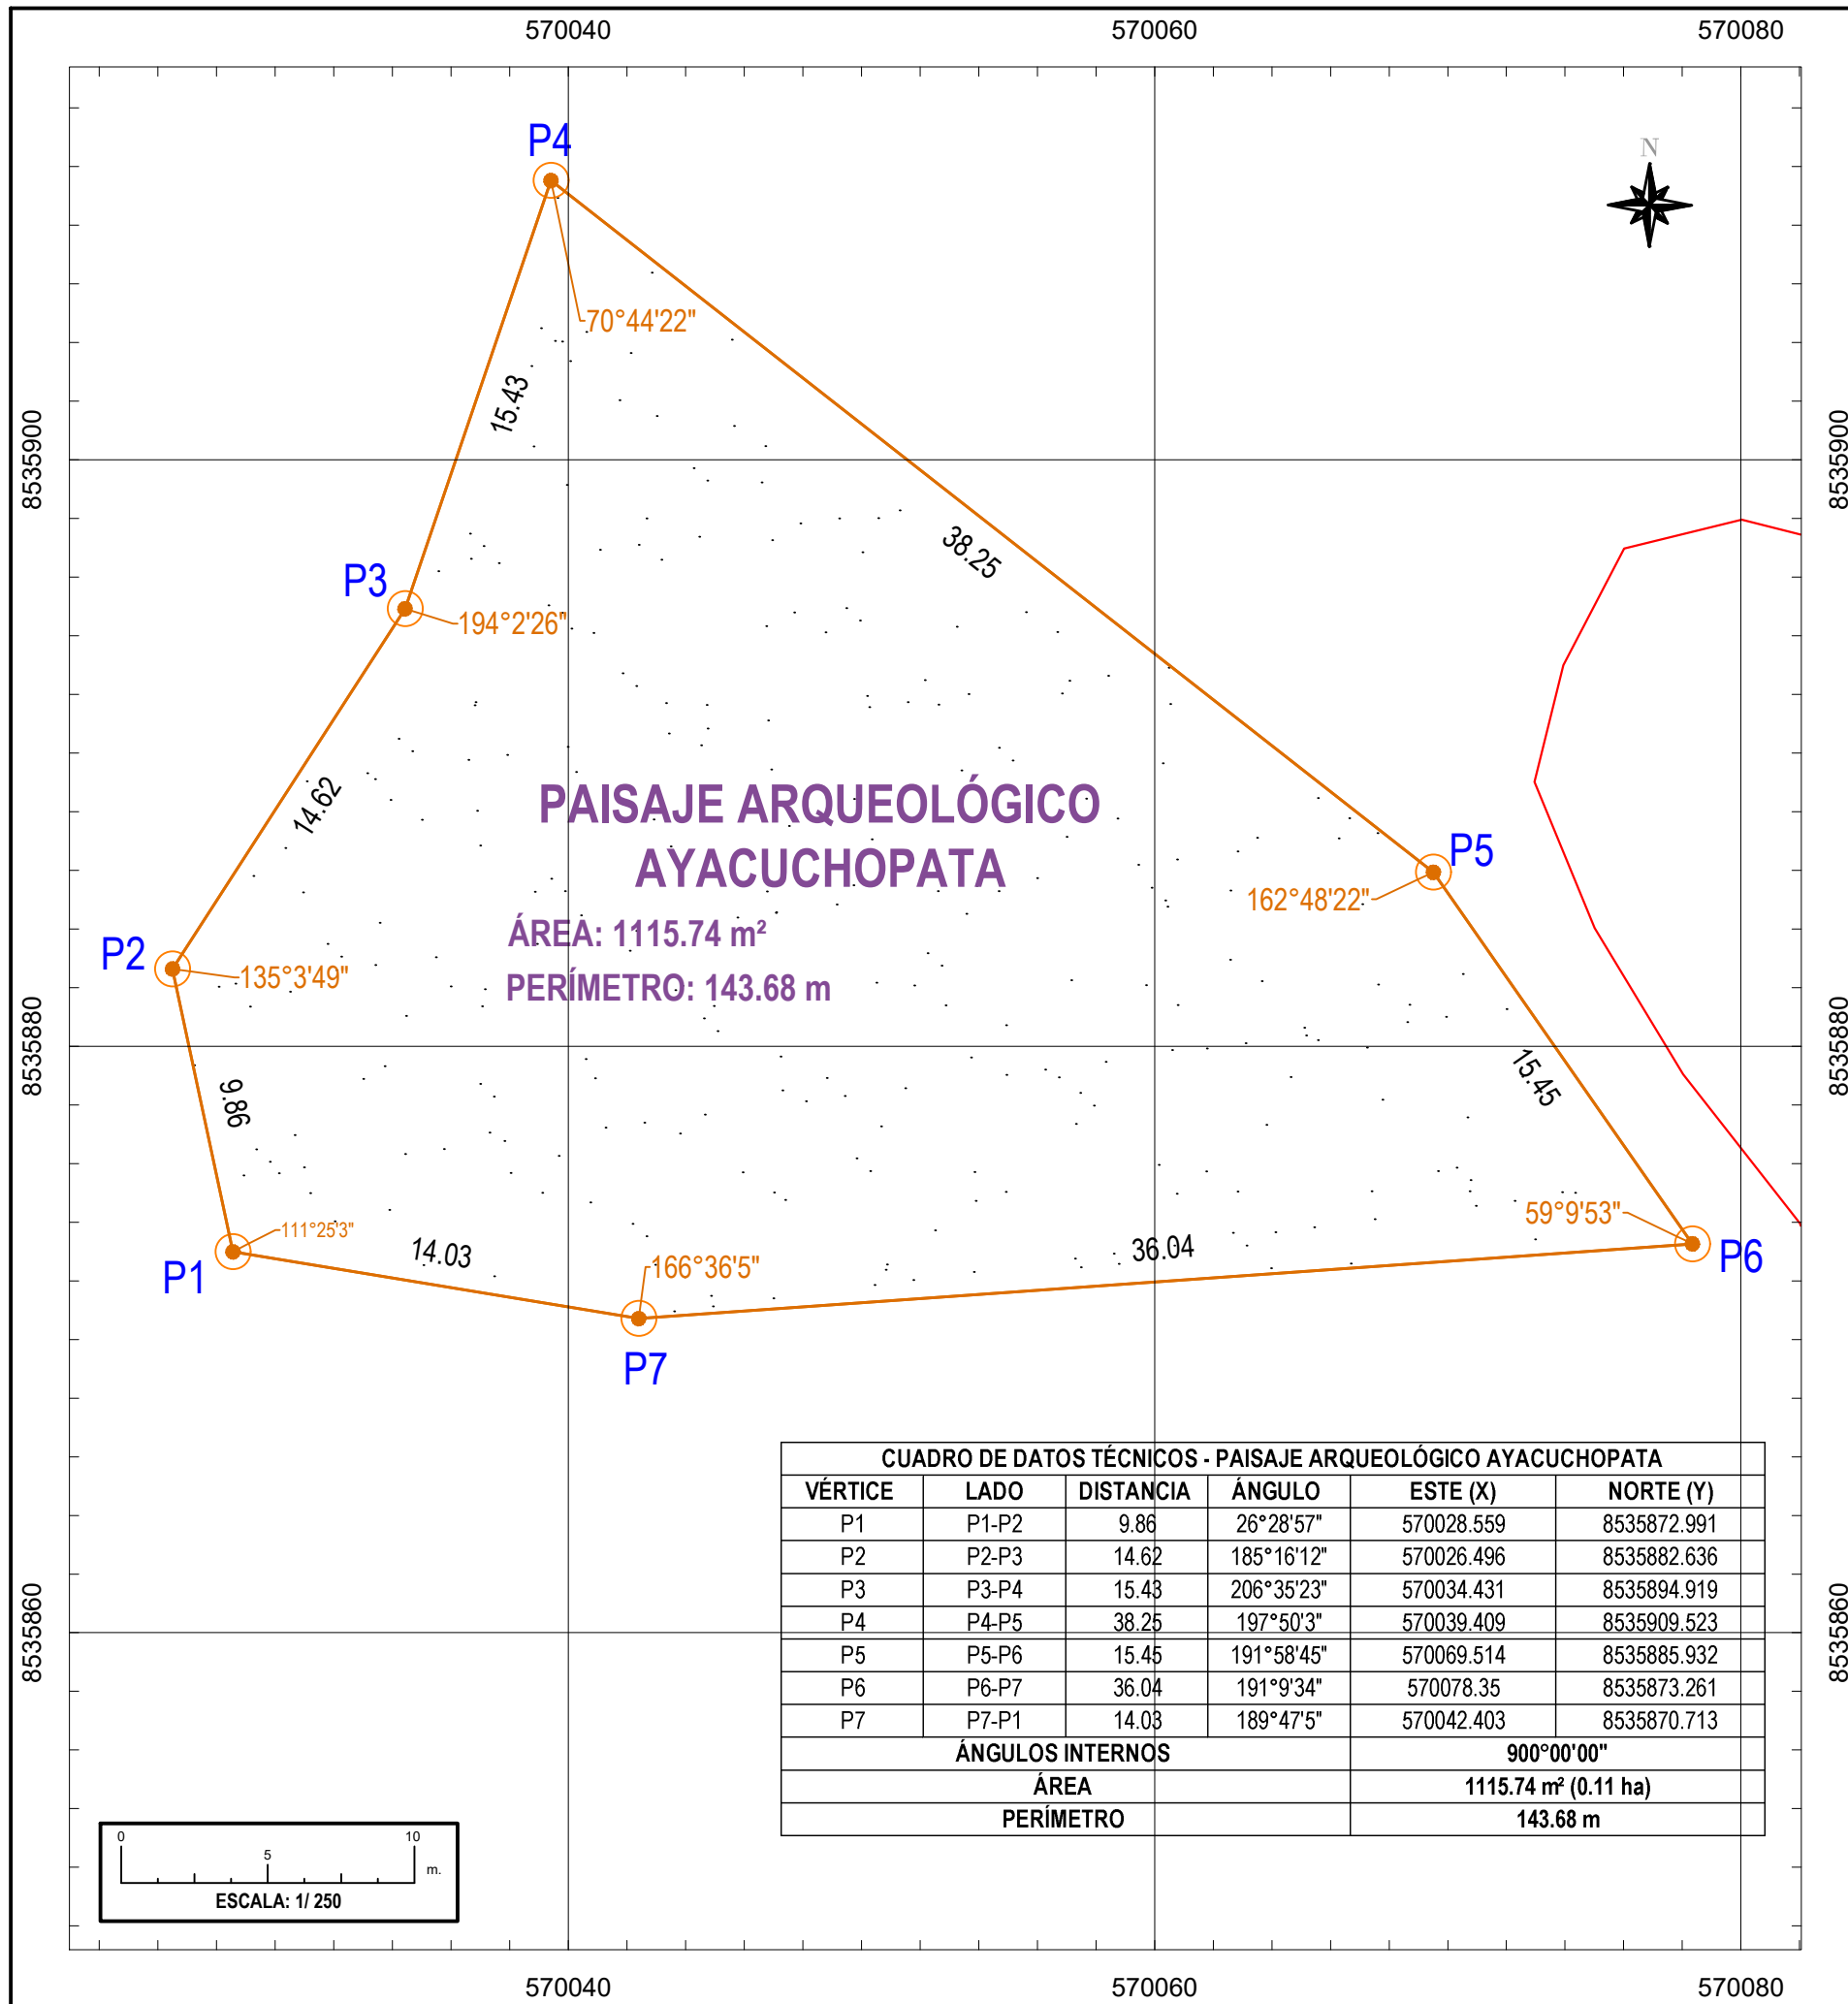 570040 570060 570080
P4
N
70°44'22"
15.43
8535900 8535900
38.25
P3
194°2'26"
14.62
PAISAJE ARQUEOLÓGICO
AYACUCHOPATA
P5
162°48'22"
ÁREA: 1115.74 m²
P2
135°3'49"
PERÍMETRO: 143.68 m
8535880 8535880
15.45
9.86
59°9'53"
111°25'3"
14.03
36.04
P1
166°36'5"
P6
P7
CUADRO DE DATOS TÉCNICOS - PAISAJE ARQUEOLÓGICO AYACUCHOPATA
VÉRTICE LADO DISTANCIA ÁNGULO ESTE (X) NORTE (Y)
P1 P1-P2 9.86 26°28'57" 570028.559 8535872.991
P2 P2-P3 14.62 185°16'12" 570026.496 8535882.636
P3 P3-P4 15.43 206°35'23" 570034.431 8535894.919
P4 P4-P5 38.25 197°50'3" 570039.409 8535909.523
P5 P5-P6 15.45 191°58'45" 570069.514 8535885.932
P6 P6-P7 36.04 191°9'34" 570078.35 8535873.261
P7 P7-P1 14.03 189°47'5" 570042.403 8535870.713
ÁNGULOS INTERNOS 900°00'00"
ÁREA 1115.74 m² (0.11 ha)
PERÍMETRO 143.68 m
8535860 8535860
0 5 10 m.
ESCALA: 1/ 250
570040 570060 570080